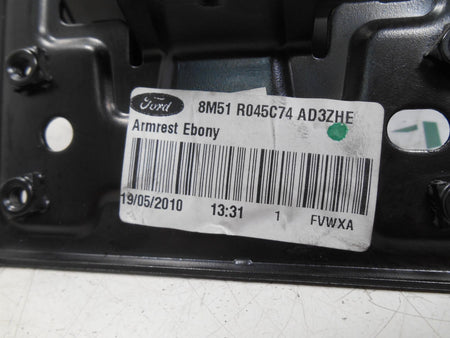 Ford 8M51 R045C74 AD3ZHE
Armrest Ebony
19/05/2010 13:31 1 FVWXA